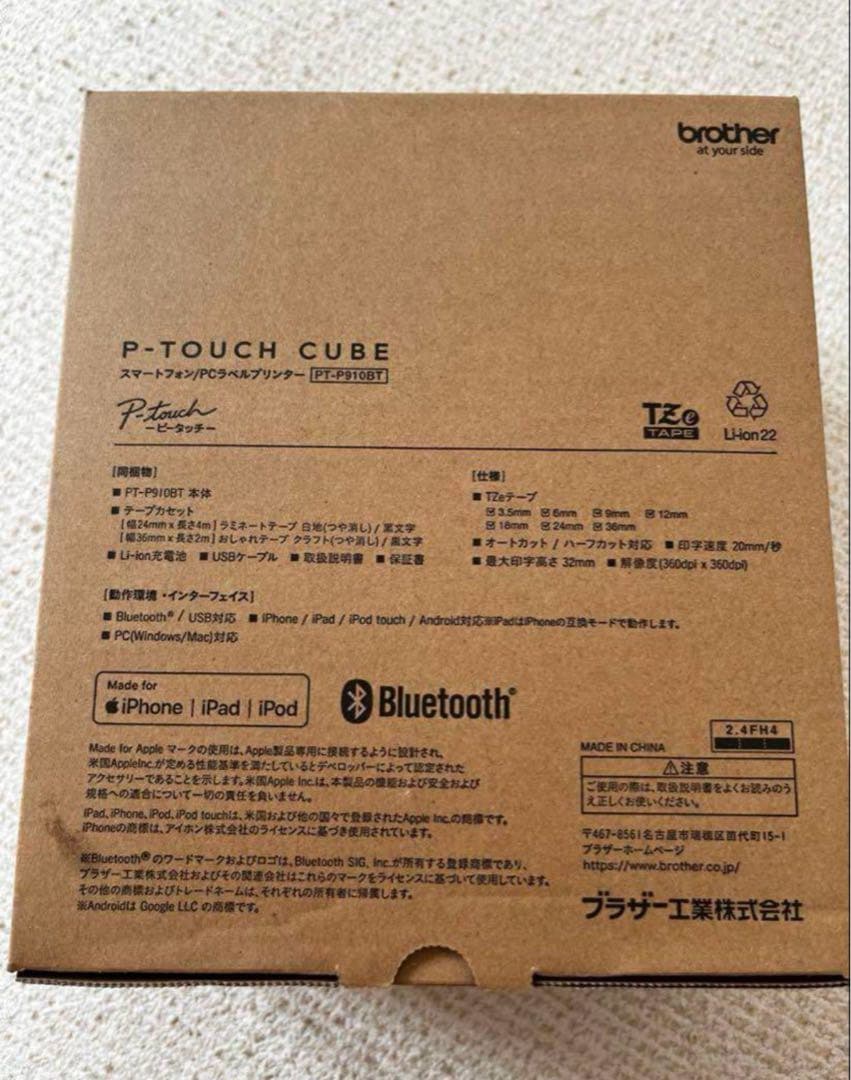 brother
at your side
P-TOUCH CUBE
スマートフォン/PCラベルプリンター PT-P910BT
P-touch
ーピータッチー
TZe
TAPE
Li-ion22
[同梱物]
■ PT-P910BT 本体
■ テープカセット
[幅24mm x 長さ4m] ラミネートテープ 白地(つや消し) / 黒文字
[幅36mm x 長さ2m] おしゃれテープ クラフト(つや消し) / 黒文字
■ Li-ion充電池 ■ USBケーブル ■ 取扱説明書 ■ 保証書
[仕様]
■ TZeテープ
☑ 3.5mm ☑ 6mm ☑ 9mm ☑ 12mm
☑ 18mm ☑ 24mm ☑ 36mm
■ オートカット / ハーフカット対応 ■ 印字速度 20mm/秒
■ 最大印字高さ 32mm ■ 解像度(360dpi x 360dpi)
[動作環境・インターフェイス]
■ Bluetooth® / USB対応 ■ iPhone / iPad / iPod touch / Android対応※iPadはiPhoneの互換モードで動作します。
■ PC(Windows/Mac)対応
Made for
iPhone | iPad | iPod
Bluetooth®
Made for Apple マークの使用は、Apple製品専用に接続するように設計され、
米国AppleInc.が定める性能基準を満たしているとデベロッパーによって認定された
アクセサリーであることを示します。米国Apple Inc.は、本製品の機能および安全および
規格への適合について一切の責任を負いません。
iPad、iPhone、iPod、iPod touchは、米国および他の国々で登録されたApple Inc.の商標です。
iPhoneの商標は、アイホン株式会社のライセンスに基づき使用されています。
※Bluetooth®のワードマークおよびロゴは、Bluetooth SIG, Inc.が所有する登録商標であり、
ブラザー工業株式会社およびその関連会社はこれらのマークをライセンスに基づいて使用しています。
その他の商標およびトレードネームは、それぞれの所有者に帰属します。
※Androidは Google LLC の商標です。
2.4FH4
MADE IN CHINA
⚠注意
ご使用の際は、取扱説明書をよくお読みのう
え正しくお使いください。
〒467-8561名古屋市瑞穂区苗代町15-1
ブラザーホームページ
https://www.brother.co.jp/
ブラザー工業株式会社